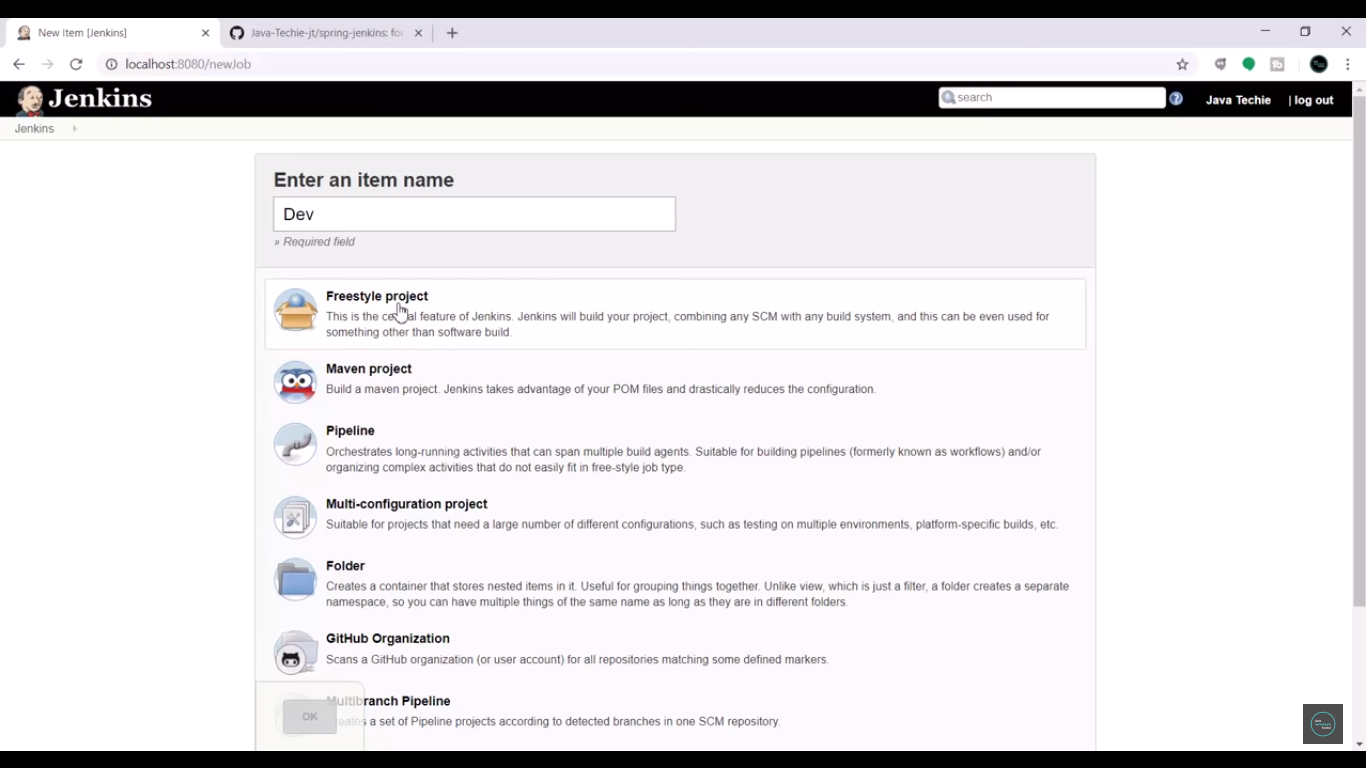 New Item [Jenkins]
Java-Techie-jt/spring-jenkins: for
localhost:8080/newJob
Jenkins
search
Java Techie
| log out
Jenkins
Enter an item name
Dev
» Required field
Freestyle project
This is the central feature of Jenkins. Jenkins will build your project, combining any SCM with any build system, and this can be even used for
something other than software build.
Maven project
Build a maven project. Jenkins takes advantage of your POM files and drastically reduces the configuration.
Pipeline
Orchestrates long-running activities that can span multiple build agents. Suitable for building pipelines (formerly known as workflows) and/or
organizing complex activities that do not easily fit in free-style job type.
Multi-configuration project
Suitable for projects that need a large number of different configurations, such as testing on multiple environments, platform-specific builds, etc.
Folder
Creates a container that stores nested items in it. Useful for grouping things together. Unlike view, which is just a filter, a folder creates a separate
namespace, so you can have multiple things of the same name as long as they are in different folders.
GitHub Organization
Scans a GitHub organization (or user account) for all repositories matching some defined markers.
Multibranch Pipeline
Creates a set of Pipeline projects according to detected branches in one SCM repository.
OK